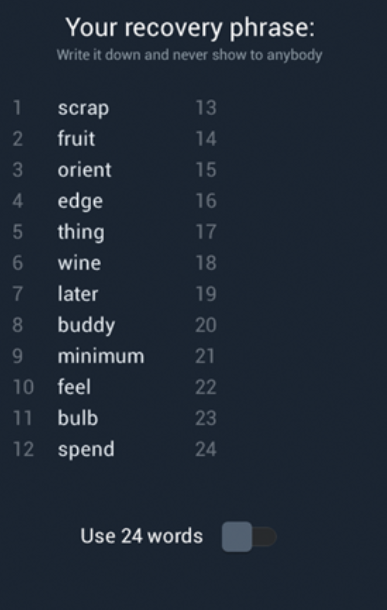 Your recovery phrase:
Write it down and never show to anybody
1 scrap 13
2 fruit 14
3 orient 15
4 edge 16
5 thing 17
6 wine 18
7 later 19
8 buddy 20
9 minimum 21
10 feel 22
11 bulb 23
12 spend 24
Use 24 words